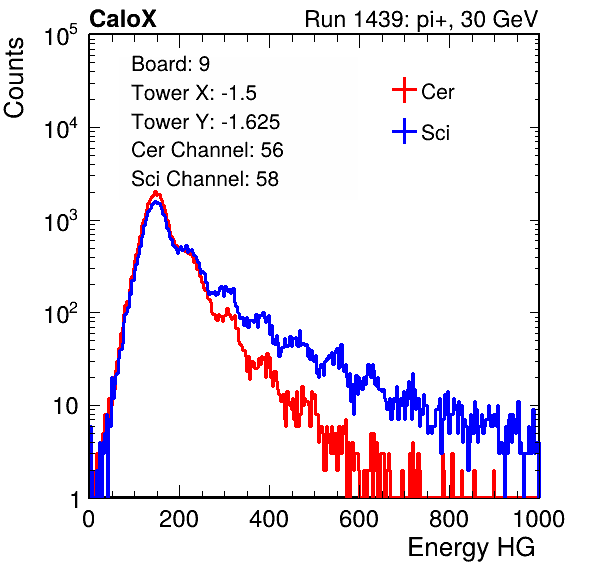 CaloX Run 1439: pi+, 30 GeV
Counts
Board: 9
Tower X: -1.5
Tower Y: -1.625
Cer Channel: 56
Sci Channel: 58
Cer
Sci
10^5
10^4
10^3
10^2
10
1
0 200 400 600 800 1000
Energy HG